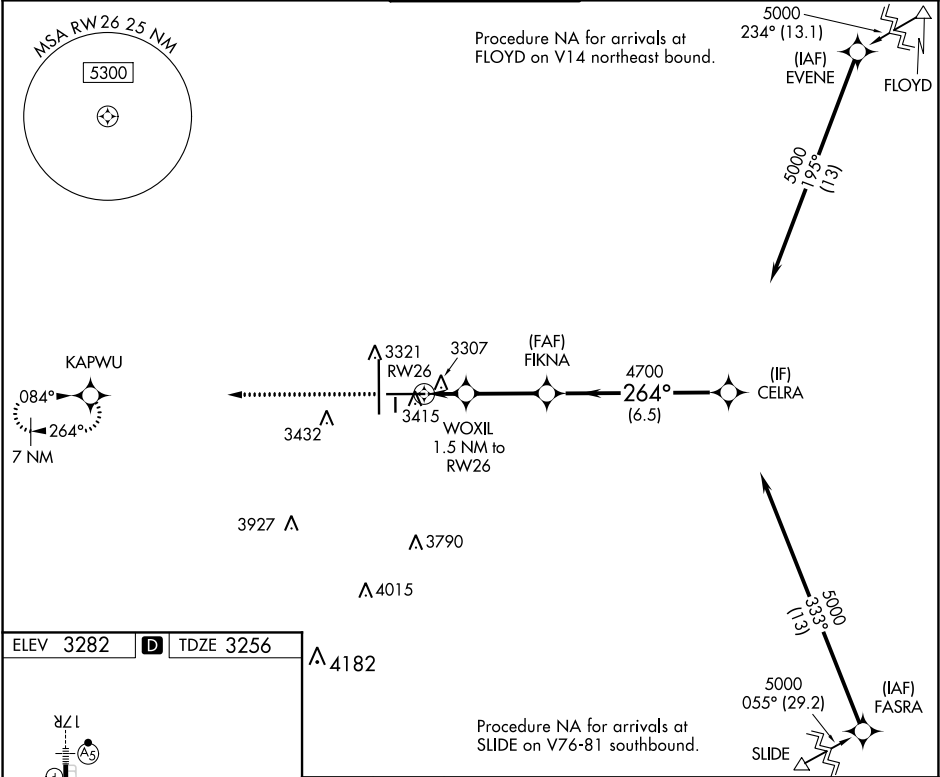 MSA RW 26 25 NM
5300
Procedure NA for arrivals at
FLOYD on V14 northeast bound.
5000
234° (13.1)
(IAF)
EVENE
FLOYD
5000
195°
(13)
KAPWU
084°
264°
7 NM
3321
RW26
3307
3415
3432
WOXIL
1.5 NM to
RW26
(FAF)
FIKNA
4700
264°
(6.5)
(IF)
CELRA
3927
3790
4015
4182
5000
333°
(13)
ELEV 3282
D
TDZE 3256
17R
A5
Procedure NA for arrivals at
SLIDE on V76-81 southbound.
5000
055° (29.2)
(IAF)
FASRA
SLIDE